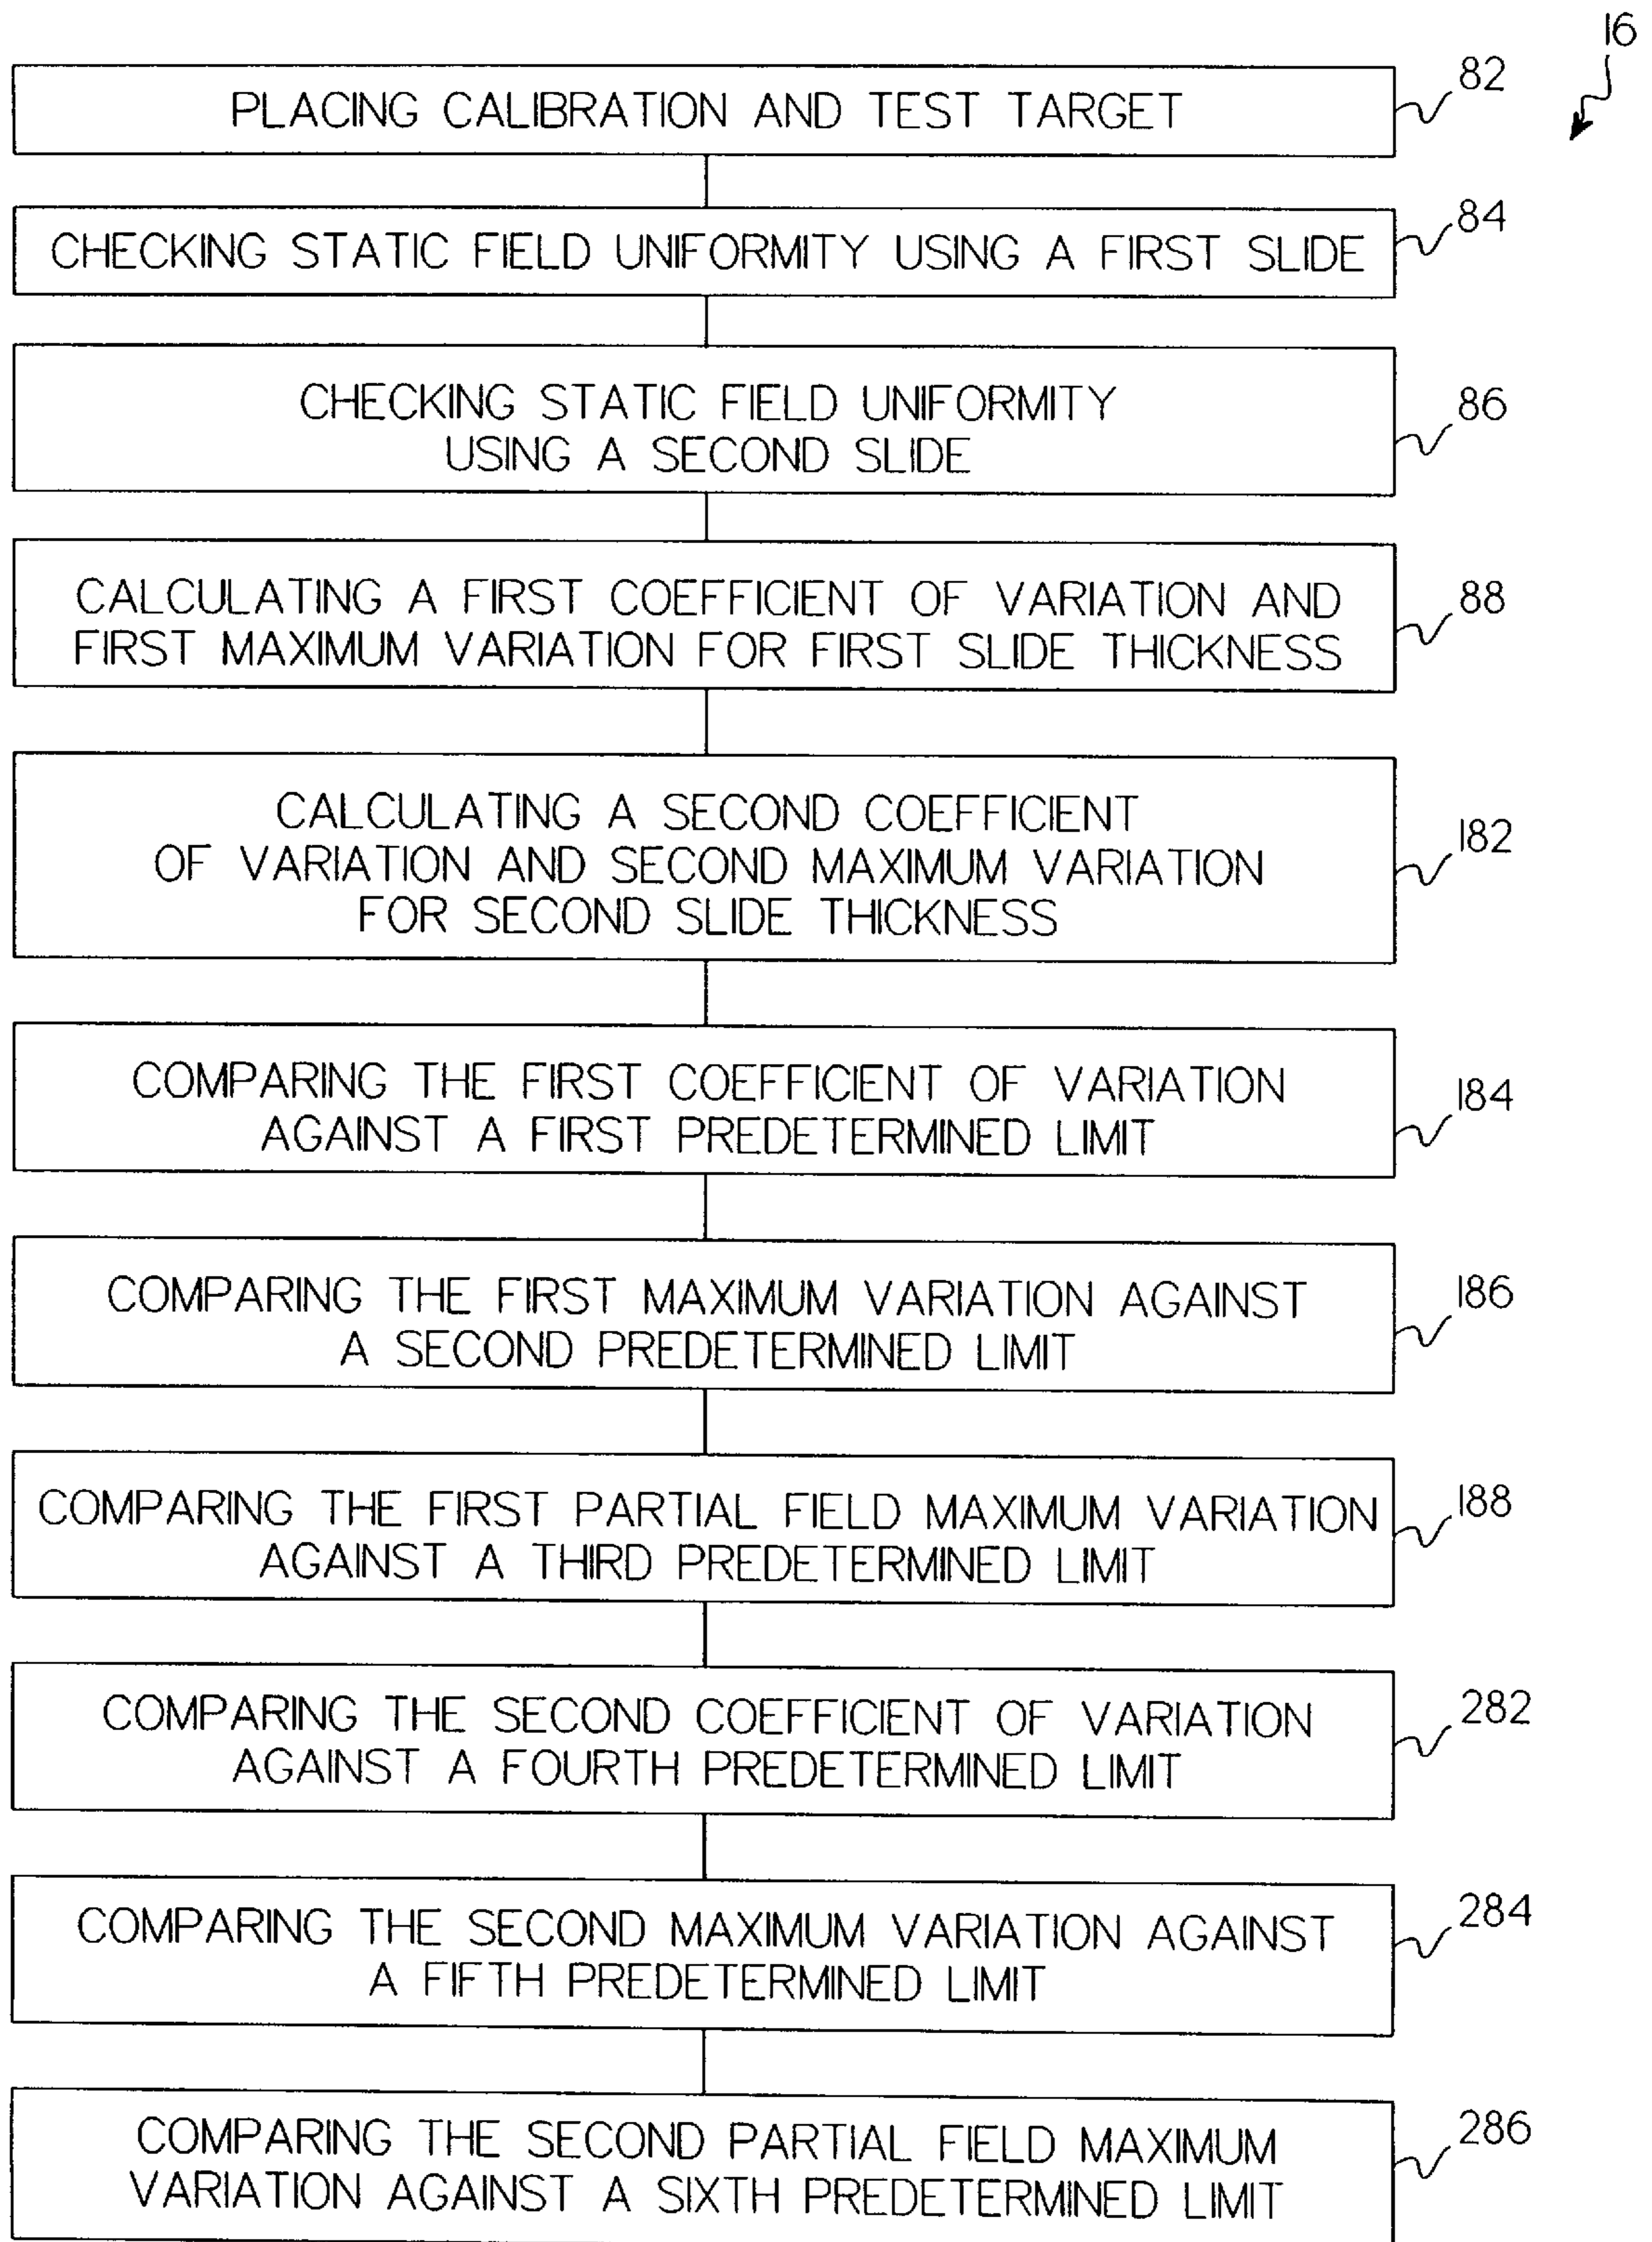 16
PLACING CALIBRATION AND TEST TARGET
82
CHECKING STATIC FIELD UNIFORMITY USING A FIRST SLIDE
84
CHECKING STATIC FIELD UNIFORMITY
USING A SECOND SLIDE
86
CALCULATING A FIRST COEFFICIENT OF VARIATION AND
FIRST MAXIMUM VARIATION FOR FIRST SLIDE THICKNESS
88
CALCULATING A SECOND COEFFICIENT
OF VARIATION AND SECOND MAXIMUM VARIATION
FOR SECOND SLIDE THICKNESS
182
COMPARING THE FIRST COEFFICIENT OF VARIATION
AGAINST A FIRST PREDETERMINED LIMIT
184
COMPARING THE FIRST MAXIMUM VARIATION AGAINST
A SECOND PREDETERMINED LIMIT
186
COMPARING THE FIRST PARTIAL FIELD MAXIMUM VARIATION
AGAINST A THIRD PREDETERMINED LIMIT
188
COMPARING THE SECOND COEFFICIENT OF VARIATION
AGAINST A FOURTH PREDETERMINED LIMIT
282
COMPARING THE SECOND MAXIMUM VARIATION AGAINST
A FIFTH PREDETERMINED LIMIT
284
COMPARING THE SECOND PARTIAL FIELD MAXIMUM
VARIATION AGAINST A SIXTH PREDETERMINED LIMIT
286